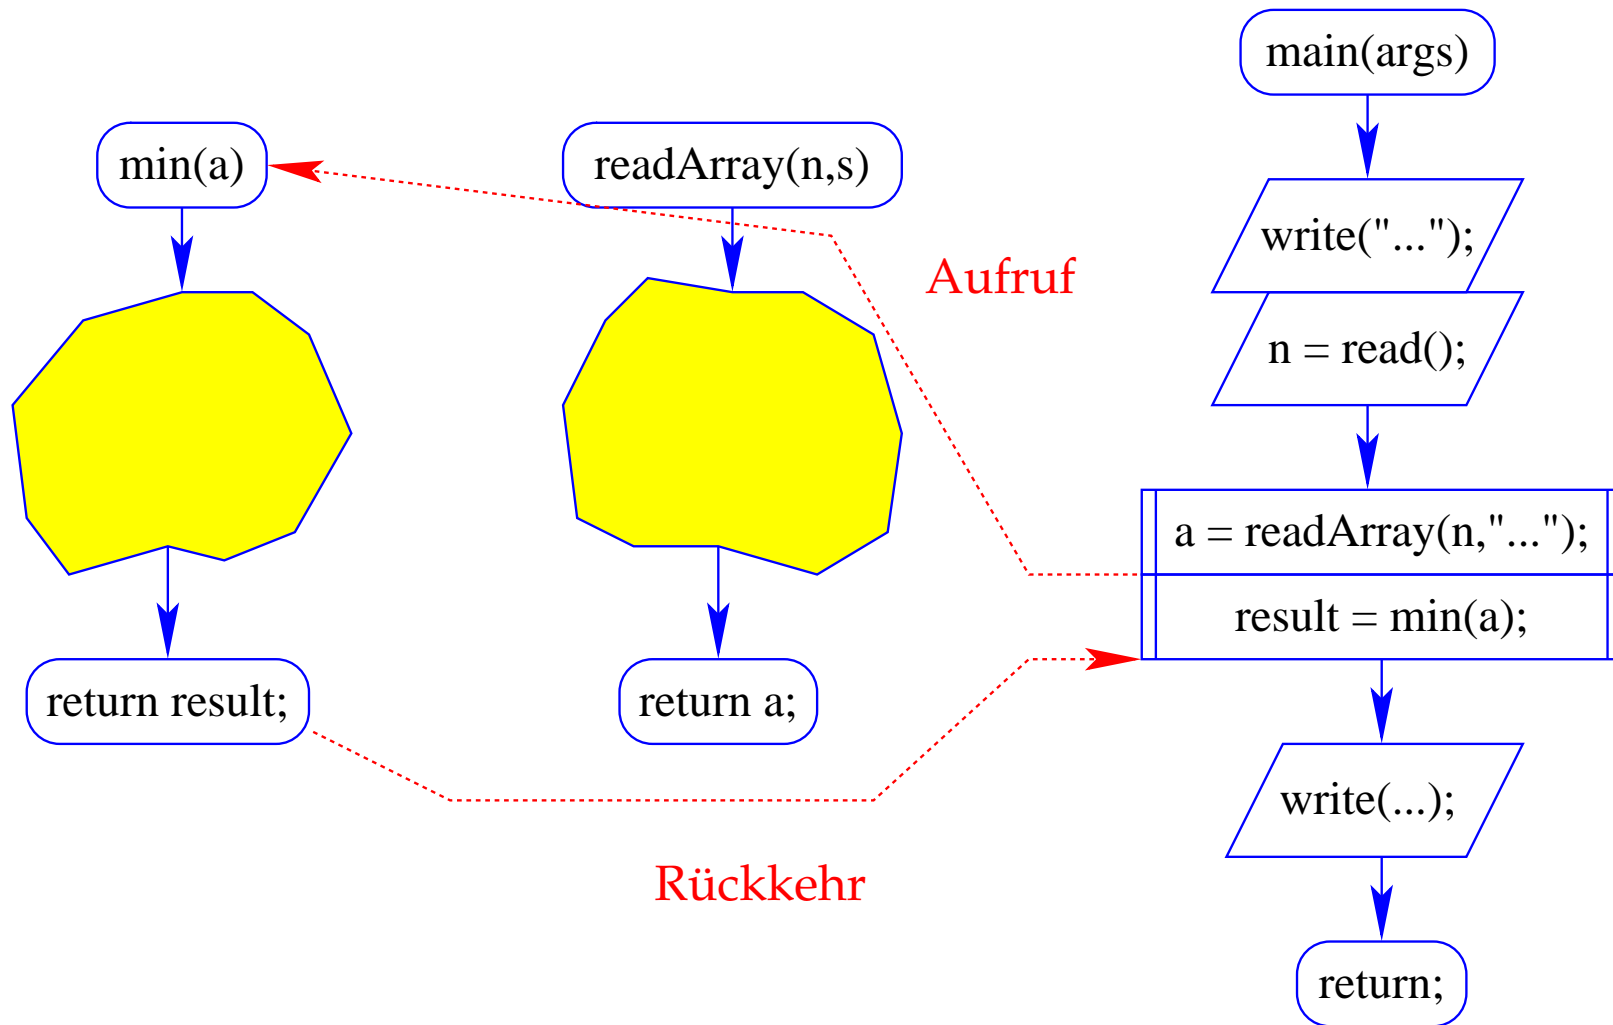 main(args)
min(a)
readArray(n,s)
write("...");
Aufruf
n = read();
a = readArray(n,"...");
result = min(a);
return result;
return a;
write(...);
Rückkehr
return;